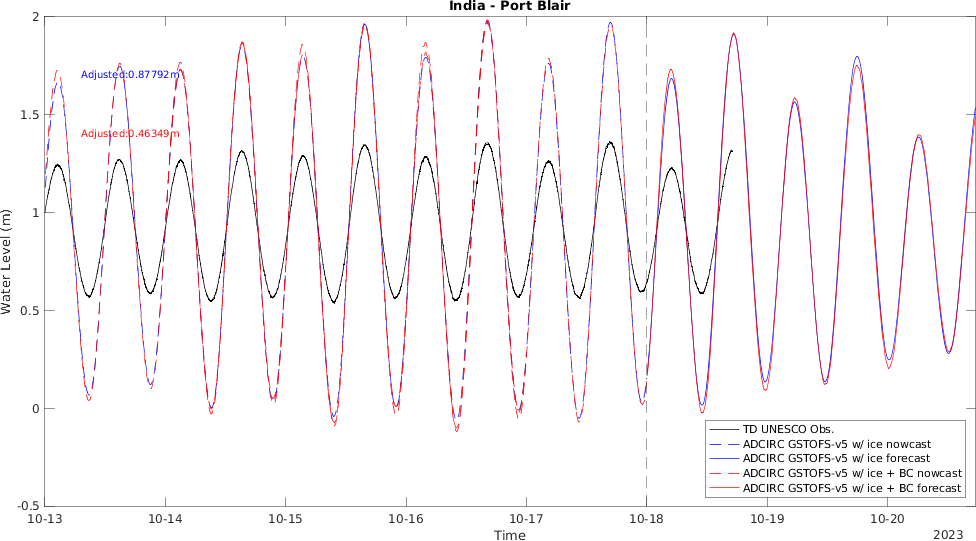 India - Port Blair
Water Level (m)
2
1.5
1
0.5
0
-0.5
Adjusted:0.87792m
Adjusted:0.46349m
TD UNESCO Obs.
ADCIRC GSTOFS-v5 w/ ice nowcast
ADCIRC GSTOFS-v5 w/ ice forecast
ADCIRC GSTOFS-v5 w/ ice + BC nowcast
ADCIRC GSTOFS-v5 w/ ice + BC forecast
10-13 10-14 10-15 10-16 10-17 10-18 10-19 10-20
Time
2023